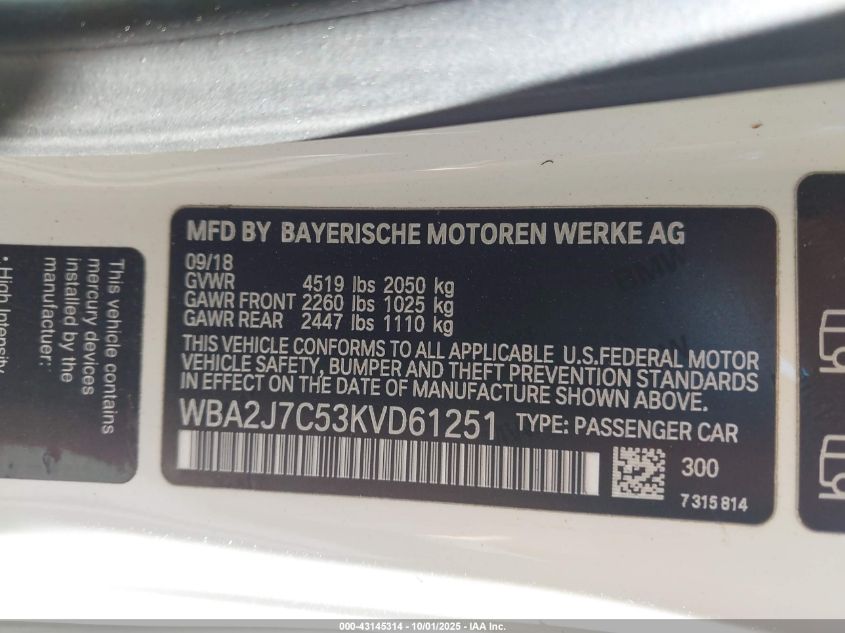 MFD BY BAYERISCHE MOTOREN WERKE AG
09/18
GVWR 4519 lbs 2050 kg
GAWR FRONT 2260 lbs 1025 kg
GAWR REAR 2447 lbs 1110 kg
THIS VEHICLE CONFORMS TO ALL APPLICABLE U.S.FEDERAL MOTOR
VEHICLE SAFETY, BUMPER AND THEFT PREVENTION STANDARDS
IN EFFECT ON THE DATE OF MANUFACTURE SHOWN ABOVE.
WBA2J7C53KVD61251 TYPE: PASSENGER CAR
300
7 315 814
This vehicle contains
mercury devices
installed by the
manufacturer:
· High Intensity
BMW
000-43145314 - 10/01/2025 - IAA Inc.